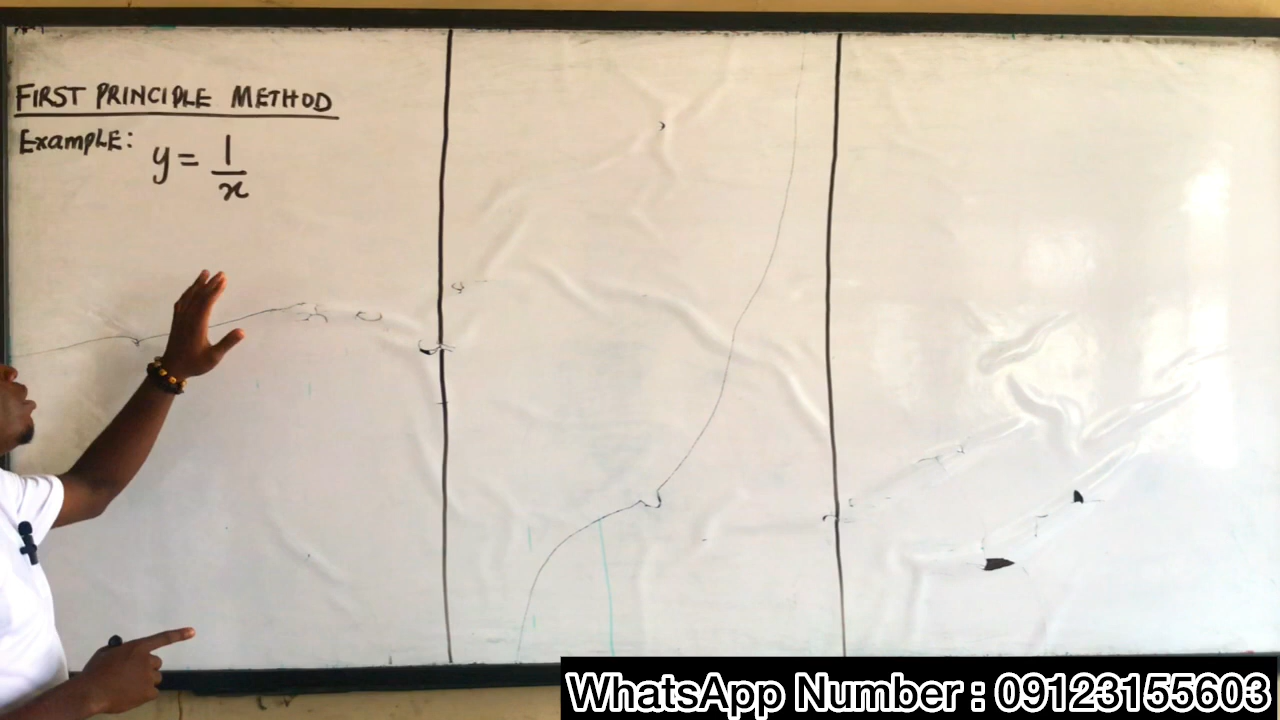 FIRST PRINCIPLE METHOD
ExampLE: y = 1/x
WhatsApp Number : 09123155603